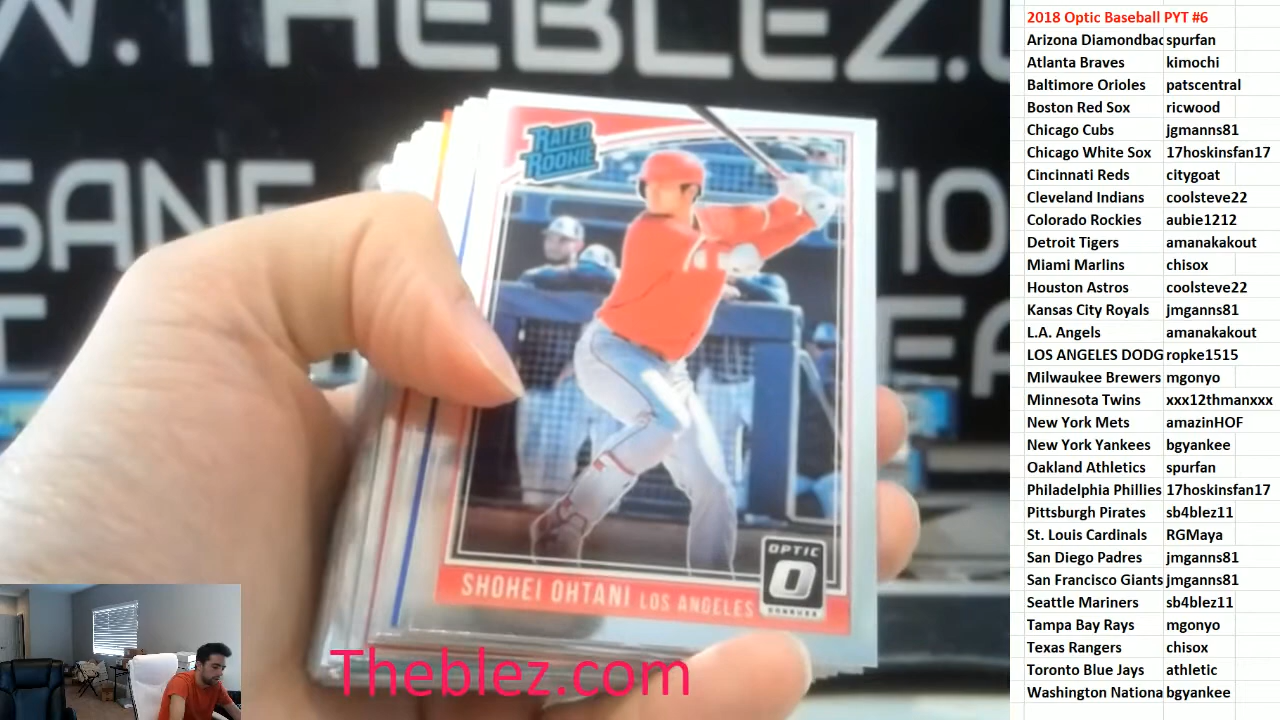 W.THEBLEZ.
SANE
RATED
ROOKIE
OPTIC
O
DONRUSS
SHOHEI OHTANI LOS ANGELES
Theblez.com
2018 Optic Baseball PYT #6
Arizona Diamondbac spurfan
Atlanta Braves kimochi
Baltimore Orioles patscentral
Boston Red Sox ricwood
Chicago Cubs jgmanns81
Chicago White Sox 17hoskinsfan17
Cincinnati Reds citygoat
Cleveland Indians coolsteve22
Colorado Rockies aubie1212
Detroit Tigers amanakakout
Miami Marlins chisox
Houston Astros coolsteve22
Kansas City Royals jmganns81
L.A. Angels amanakakout
LOS ANGELES DODG ropke1515
Milwaukee Brewers mgonyo
Minnesota Twins xxx12thmanxxx
New York Mets amazinHOF
New York Yankees bgyankee
Oakland Athletics spurfan
Philadelphia Phillies 17hoskinsfan17
Pittsburgh Pirates sb4blez11
St. Louis Cardinals RGMaya
San Diego Padres jmganns81
San Francisco Giants jmganns81
Seattle Mariners sb4blez11
Tampa Bay Rays mgonyo
Texas Rangers chisox
Toronto Blue Jays athletic
Washington Nationa bgyankee